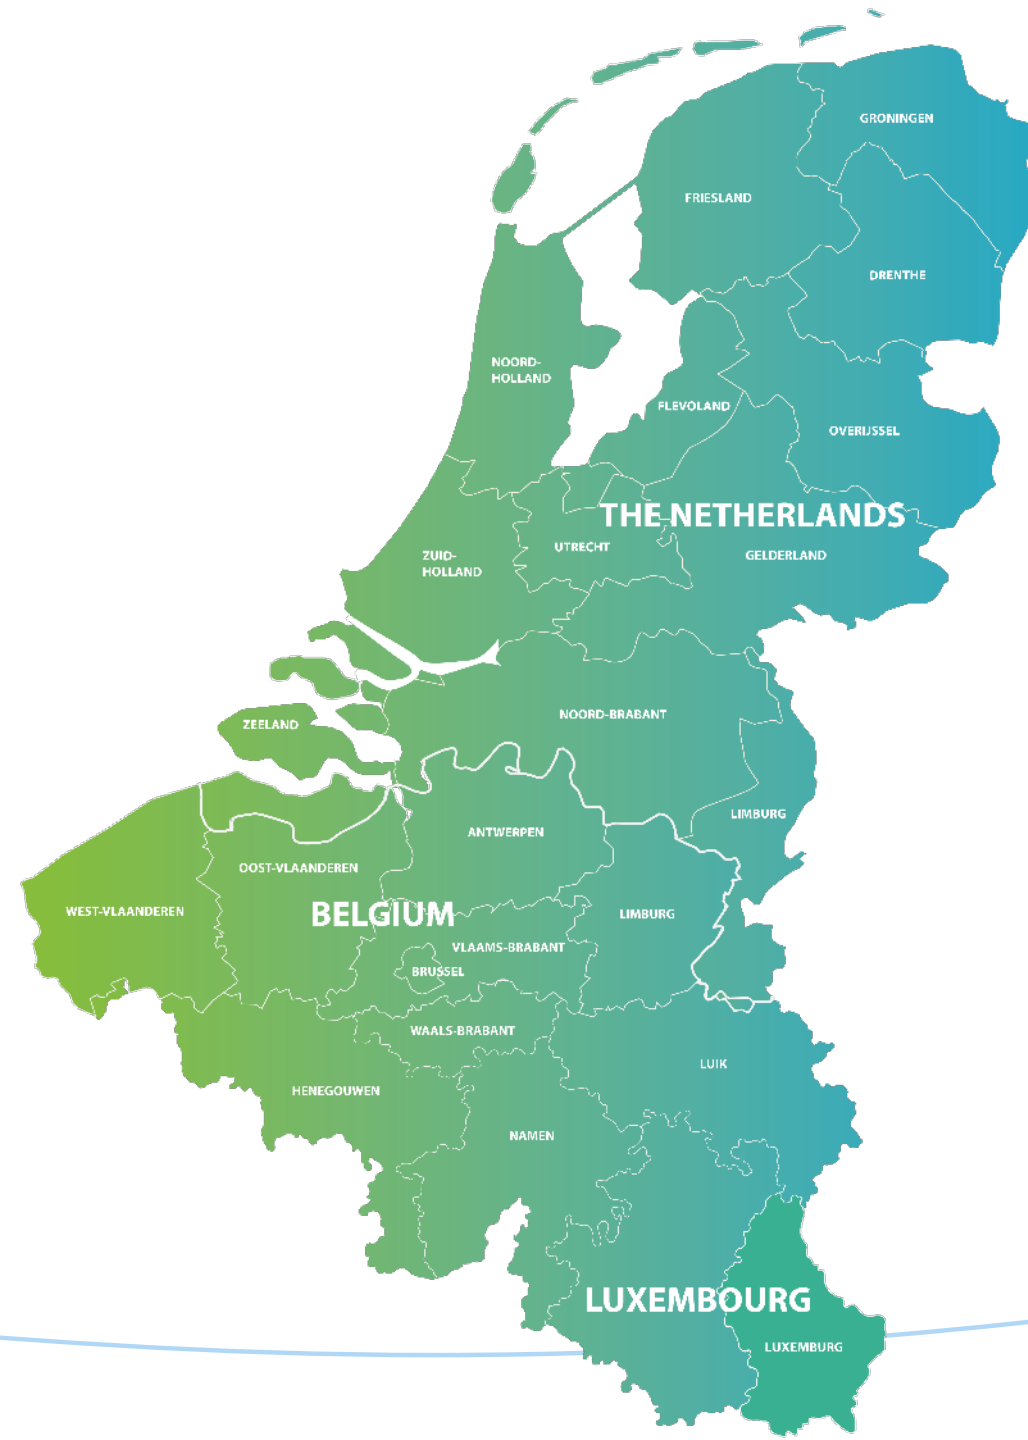 GRONINGEN
FRIESLAND
DRENTHE
NOORD-
HOLLAND
FLEVOLAND
OVERIJSSEL
THE NETHERLANDS
UTRECHT
ZUID-
HOLLAND
GELDERLAND
NOORD-BRABANT
ZEELAND
LIMBURG
ANTWERPEN
OOST-VLAANDEREN
WEST-VLAANDEREN
BELGIUM
LIMBURG
VLAAMS-BRABANT
BRUSSEL
WAALS-BRABANT
LUIK
HENEGOUWEN
NAMEN
LUXEMBOURG
LUXEMBURG